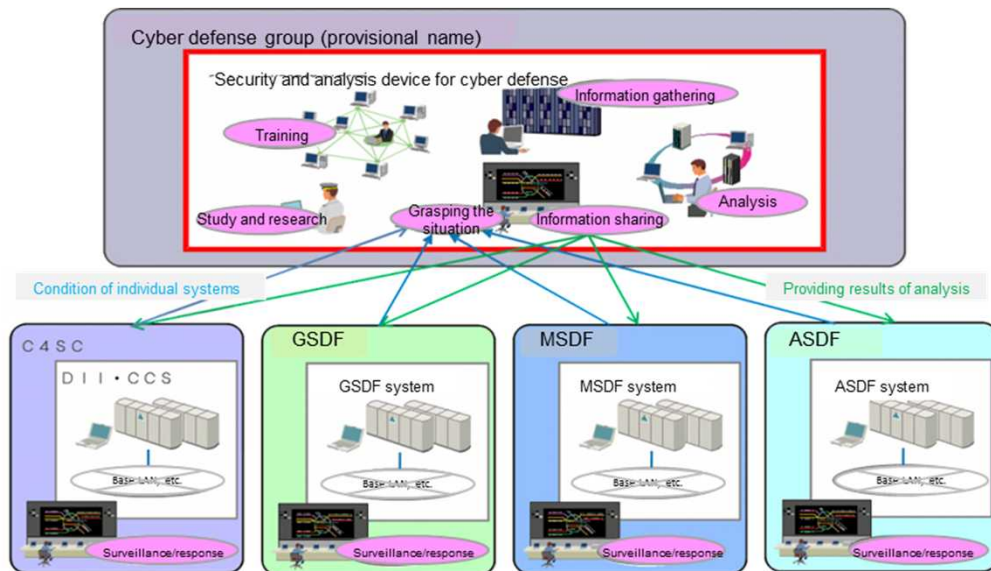 Cyber defense group (provisional name)
Security and analysis device for cyber defense
Information gathering
Training
Analysis
Study and research
Grasping the
situation
Information sharing
Condition of individual systems
Providing results of analysis
C4SC
DII・CCS
Base LAN, etc.
Surveillance/response
GSDF
GSDF system
Base LAN, etc.
Surveillance/response
MSDF
MSDF system
Base LAN, etc.
Surveillance/response
ASDF
ASDF system
Base LAN, etc.
Surveillance/response